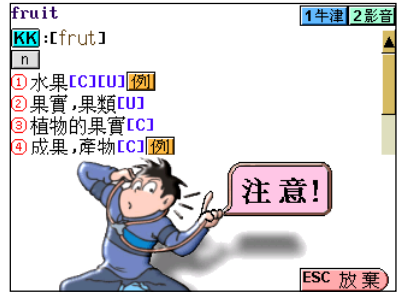 fruit
1牛津 2影音
KK:[frut]
n
①水果[C][U]例
②果實,果類[U]
③植物的果實[C]
④成果,產物[C]例
注意!
ESC 放棄